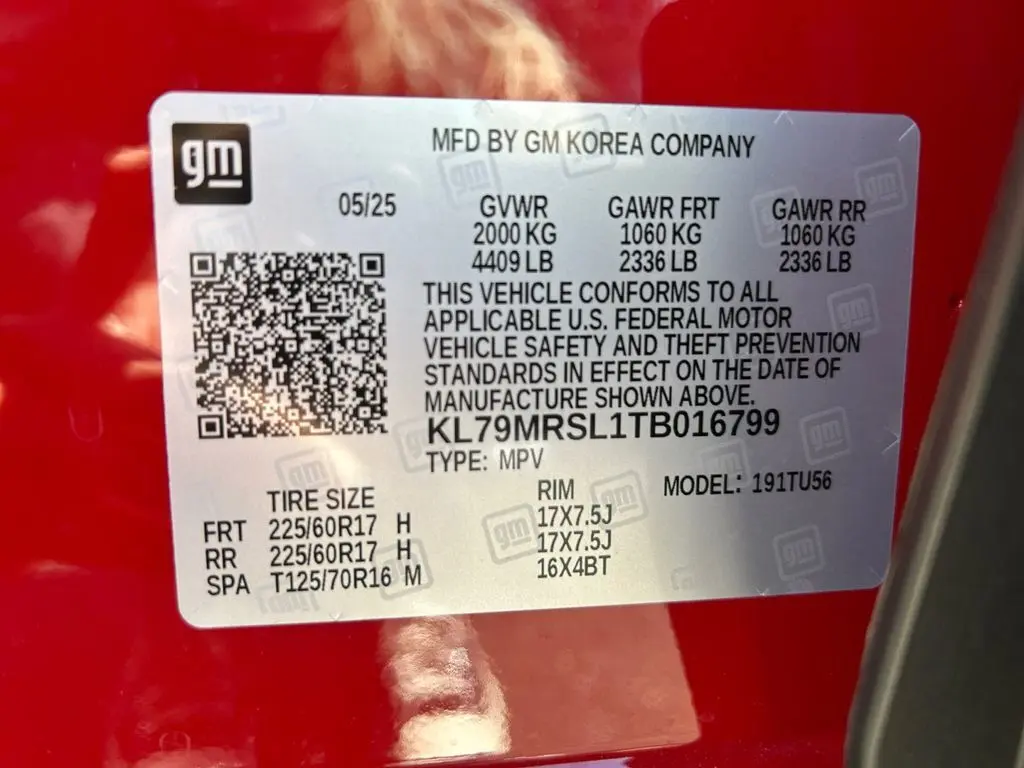 gm
MFD BY GM KOREA COMPANY
05/25 GVWR GAWR FRT GAWR RR
2000 KG 1060 KG 1060 KG
4409 LB 2336 LB 2336 LB
THIS VEHICLE CONFORMS TO ALL
APPLICABLE U.S. FEDERAL MOTOR
VEHICLE SAFETY AND THEFT PREVENTION
STANDARDS IN EFFECT ON THE DATE OF
MANUFACTURE SHOWN ABOVE.
KL79MRSL1TB016799
TYPE: MPV MODEL: 191TU56
TIRE SIZE RIM
FRT 225/60R17 H 17X7.5J
RR 225/60R17 H 17X7.5J
SPA T125/70R16 M 16X4BT